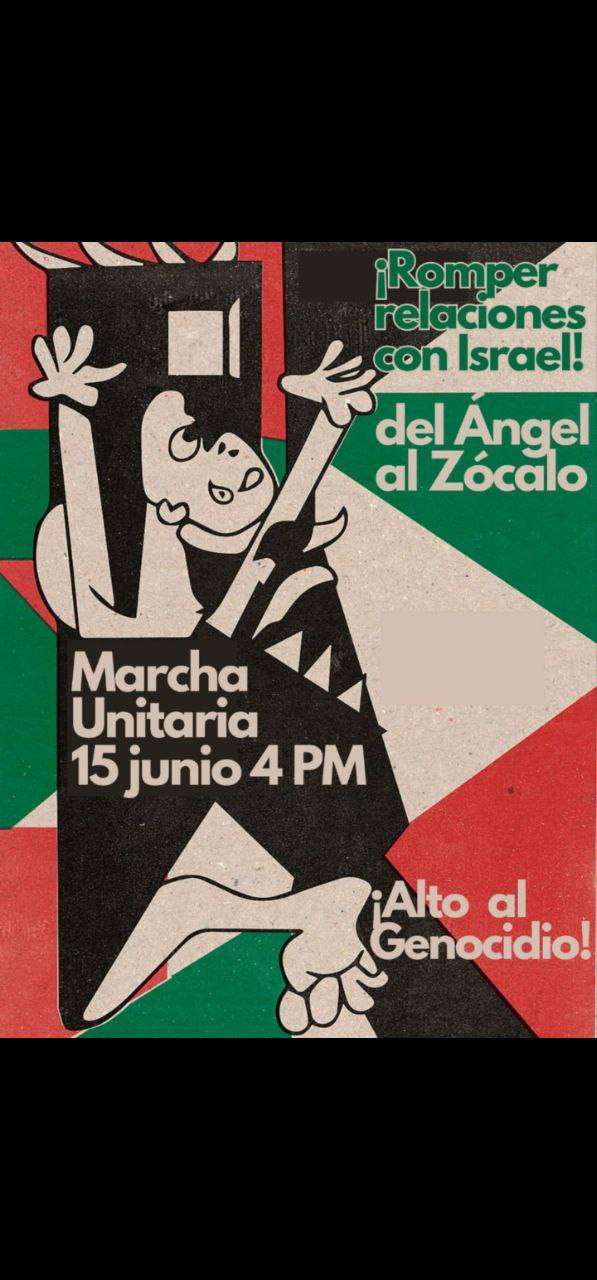 ¡Romper
relaciones
con Israel!
del Ángel
al Zócalo
Marcha
Unitaria
15 junio 4 PM
¡Alto al
Genocidio!